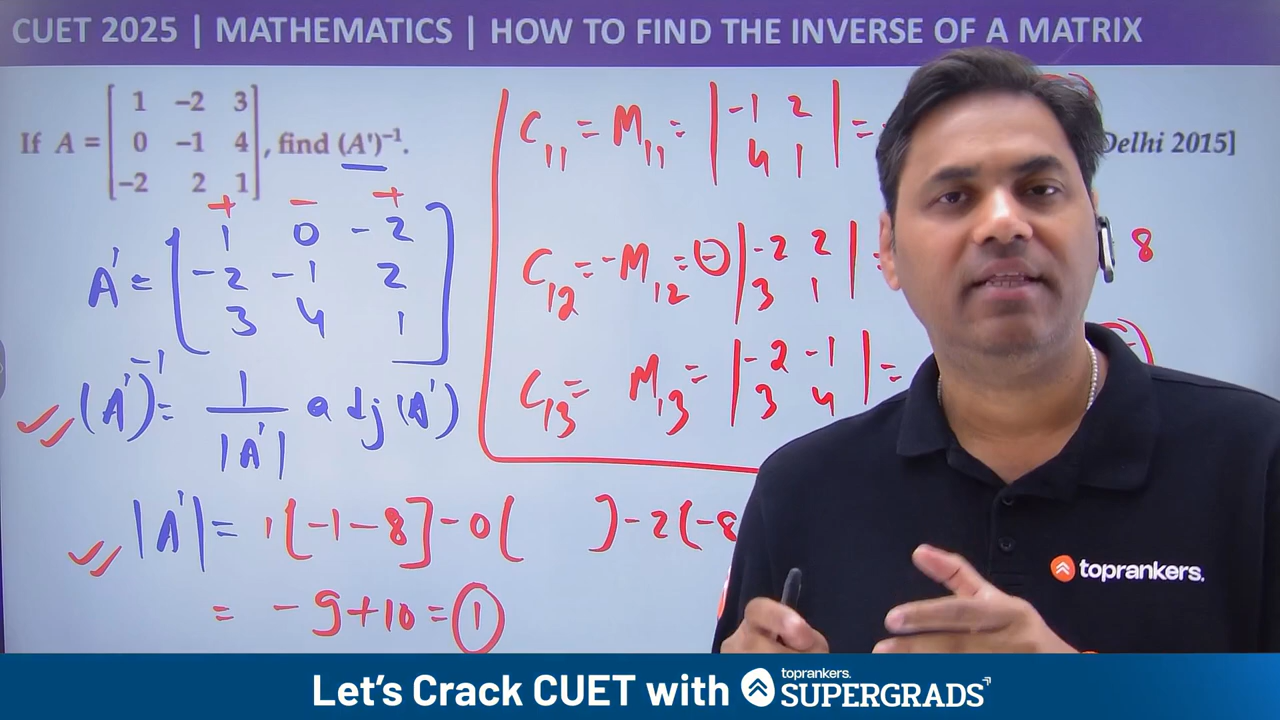 CUET 2025 | MATHEMATICS | HOW TO FIND THE INVERSE OF A MATRIX
If A = [ 1 -2 3
0 -1 4
-2 2 1 ], find (A')⁻¹.
Delhi 2015]
+ - +
A' = [ 1 0 -2
-2 -1 2
3 4 1 ]
(A')⁻¹ = 1/|A'| adj (A')
|A'| = 1[-1-8]-0( )-2(-8
= -9+10 = 1
C₁₁ = M₁₁ = | -1 2
4 1 | =
C₁₂ = -M₁₂ = - | -2 2
3 1 | = 8
C₁₃ = M₁₃ = | -2 -1
3 4 | =
toprankers.
Let's Crack CUET with toprankers. SUPERGRADS